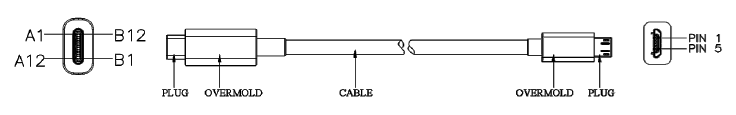 A1 B12
PIN 1
PIN 5
A12 B1
PLUG OVERMOLD CABLE OVERMOLD PLUG